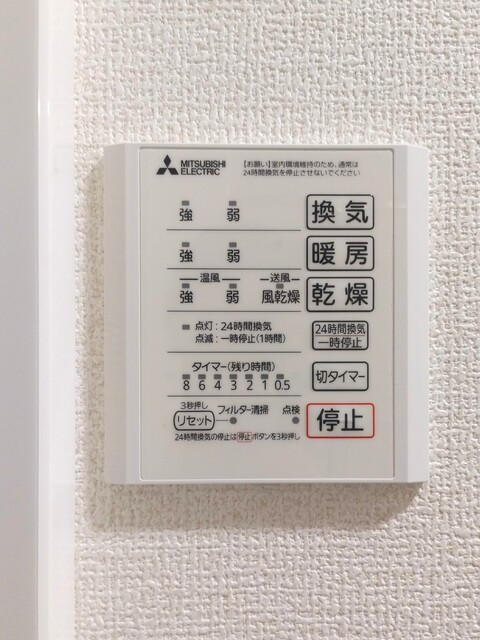 MITSUBISHI
ELECTRIC
【お願い】室内環境維持のため、通常は
24時間換気を停止させないでください
強 弱 換気
強 弱 暖房
温風 送風
強 弱 風乾燥 乾燥
点灯:24時間換気
点滅:一時停止(1時間)
24時間換気
一時停止
タイマー(残り時間)
8 6 4 3 2 1 0.5
切タイマー
3秒押し
リセット フィルター清掃 点検
停止
24時間換気の停止は停止ボタンを3秒押し